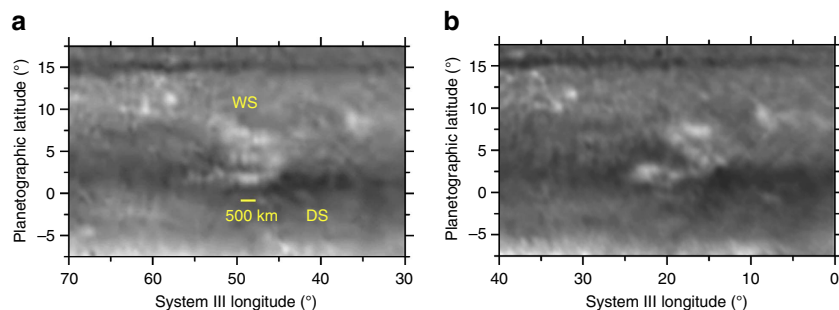 a
Planetographic latitude (°)
15
10
5
0
–5
WS
500 km
DS
70 60 50 40 30
System III longitude (°)
b
Planetographic latitude (°)
15
10
5
0
–5
40 30 20 10 0
System III longitude (°)